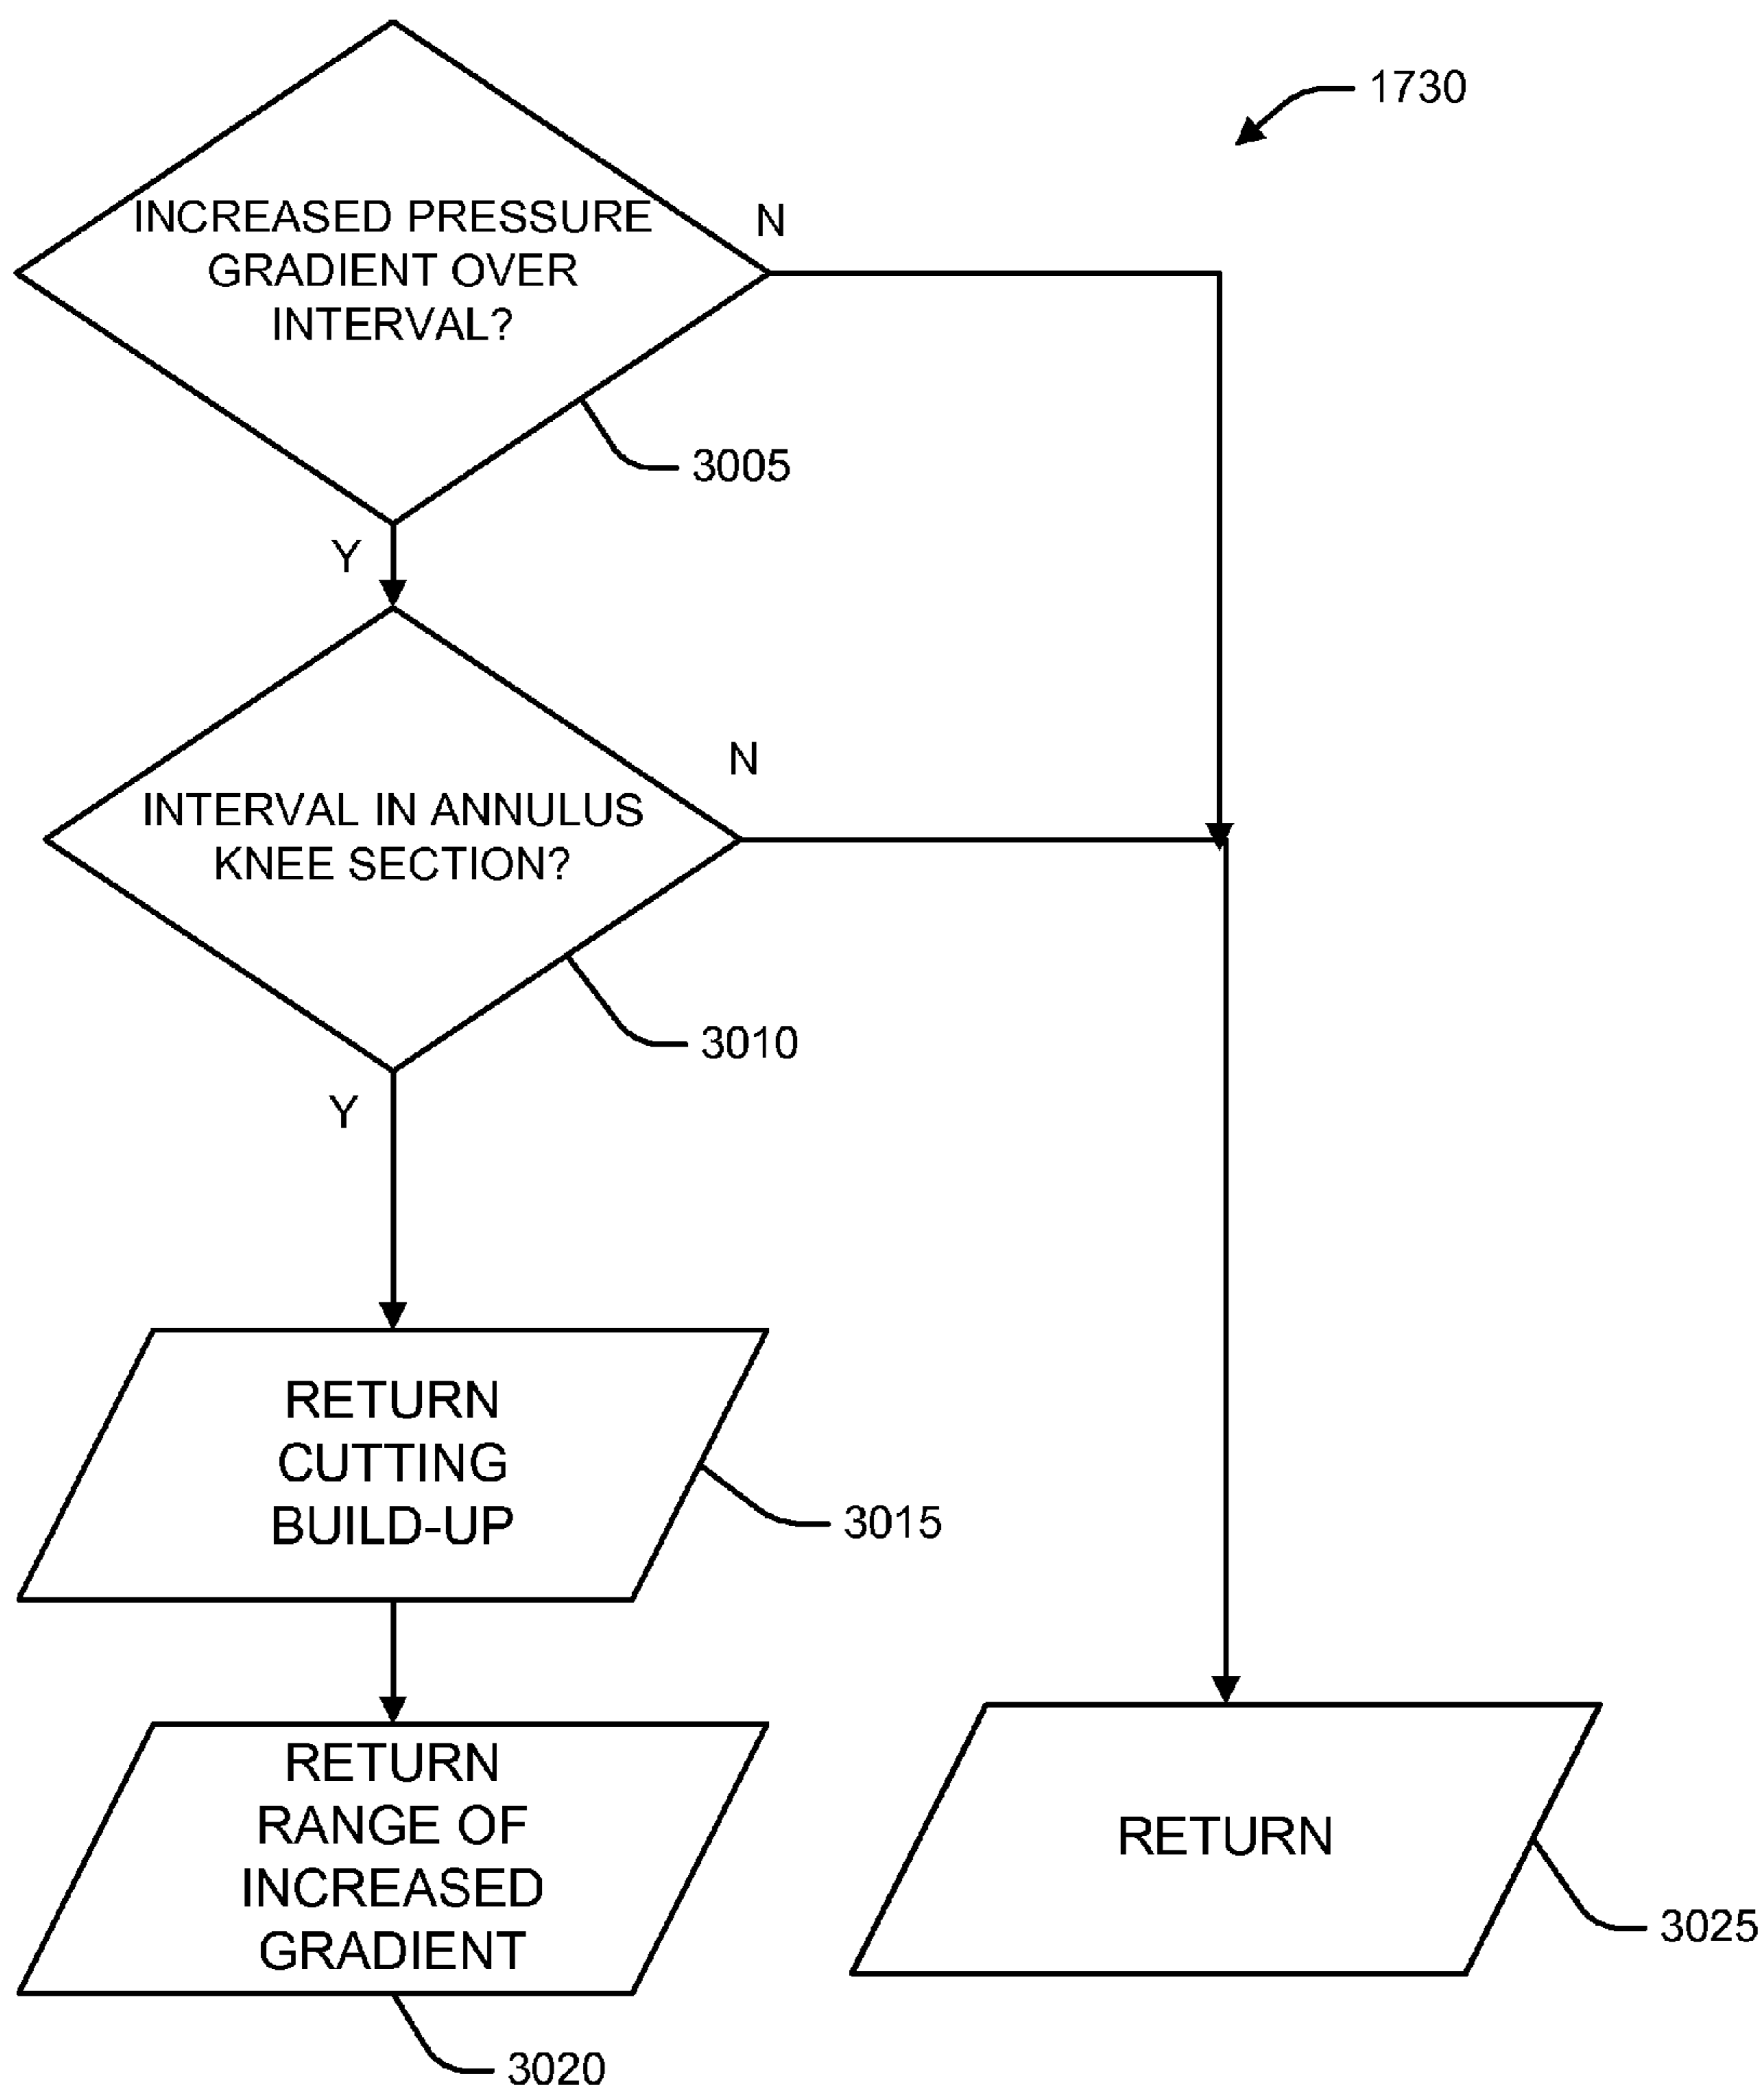 1730
INCREASED PRESSURE
GRADIENT OVER
INTERVAL?
N
3005
Y
INTERVAL IN ANNULUS
KNEE SECTION?
N
3010
Y
RETURN
CUTTING
BUILD-UP
3015
RETURN
RANGE OF
INCREASED
GRADIENT
3020
RETURN
3025